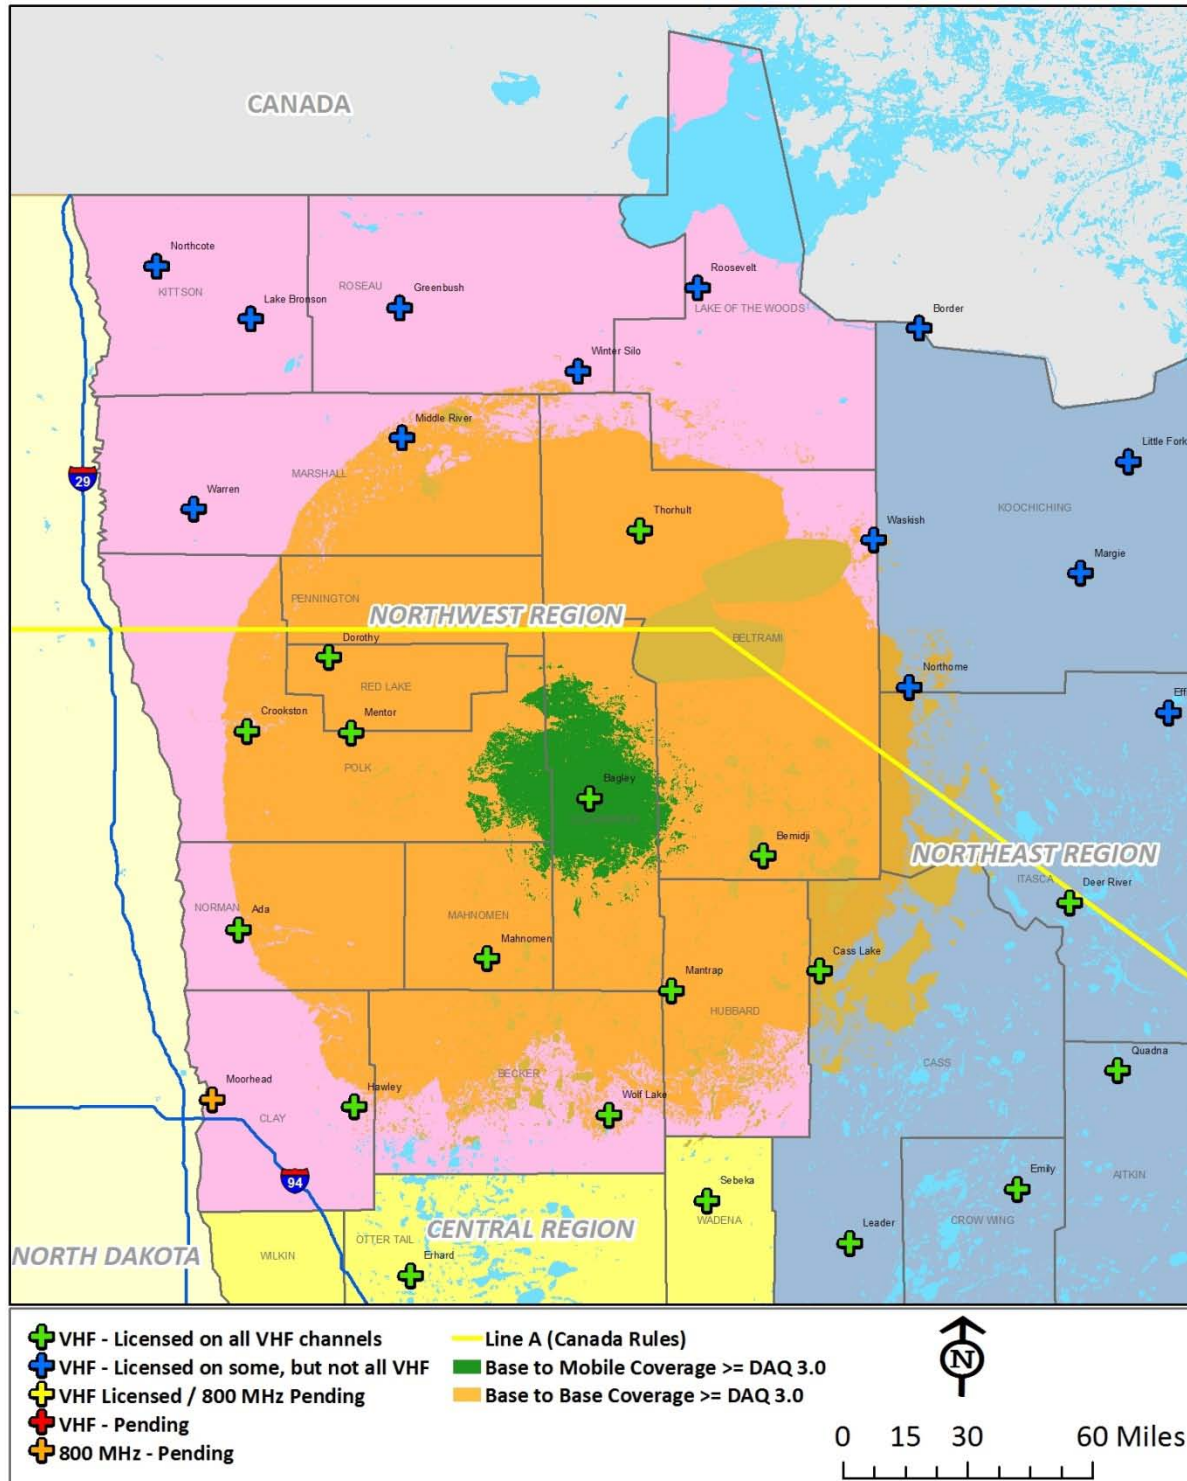 CANADA
Northcote
KITTSON
Lake Bronson
ROSEAU
Greenbush
Roosevelt
LAKE OF THE WOODS
Border
Winter Silo
Middle River
MARSHALL
29
Warren
Little Fork
KOOCHICHING
Thorhult
Waskish
Margie
PENNINGTON
NORTHWEST REGION
Dorothy
BELTRAMI
RED LAKE
Northome
Crookston
Mentor
Eff
POLK
Bagley
Bemidji
NORTHEAST REGION
ITASCA
Deer River
NORMAN
Ada
MAHNOMEN
Mahnomen
Cass Lake
Mantrap
HUBBARD
Quadna
CASS
BECKER
Moorhead
Hawley
Wolf Lake
CLAY
94
Sebeka
WADENA
Emily
AITKIN
CROW WING
Leader
CENTRAL REGION
OTTER TAIL
NORTH DAKOTA
WILKIN
Erhard
VHF - Licensed on all VHF channels
VHF - Licensed on some, but not all VHF
VHF Licensed / 800 MHz Pending
VHF - Pending
800 MHz - Pending
Line A (Canada Rules)
Base to Mobile Coverage >= DAQ 3.0
Base to Base Coverage >= DAQ 3.0
N
0 15 30 60 Miles